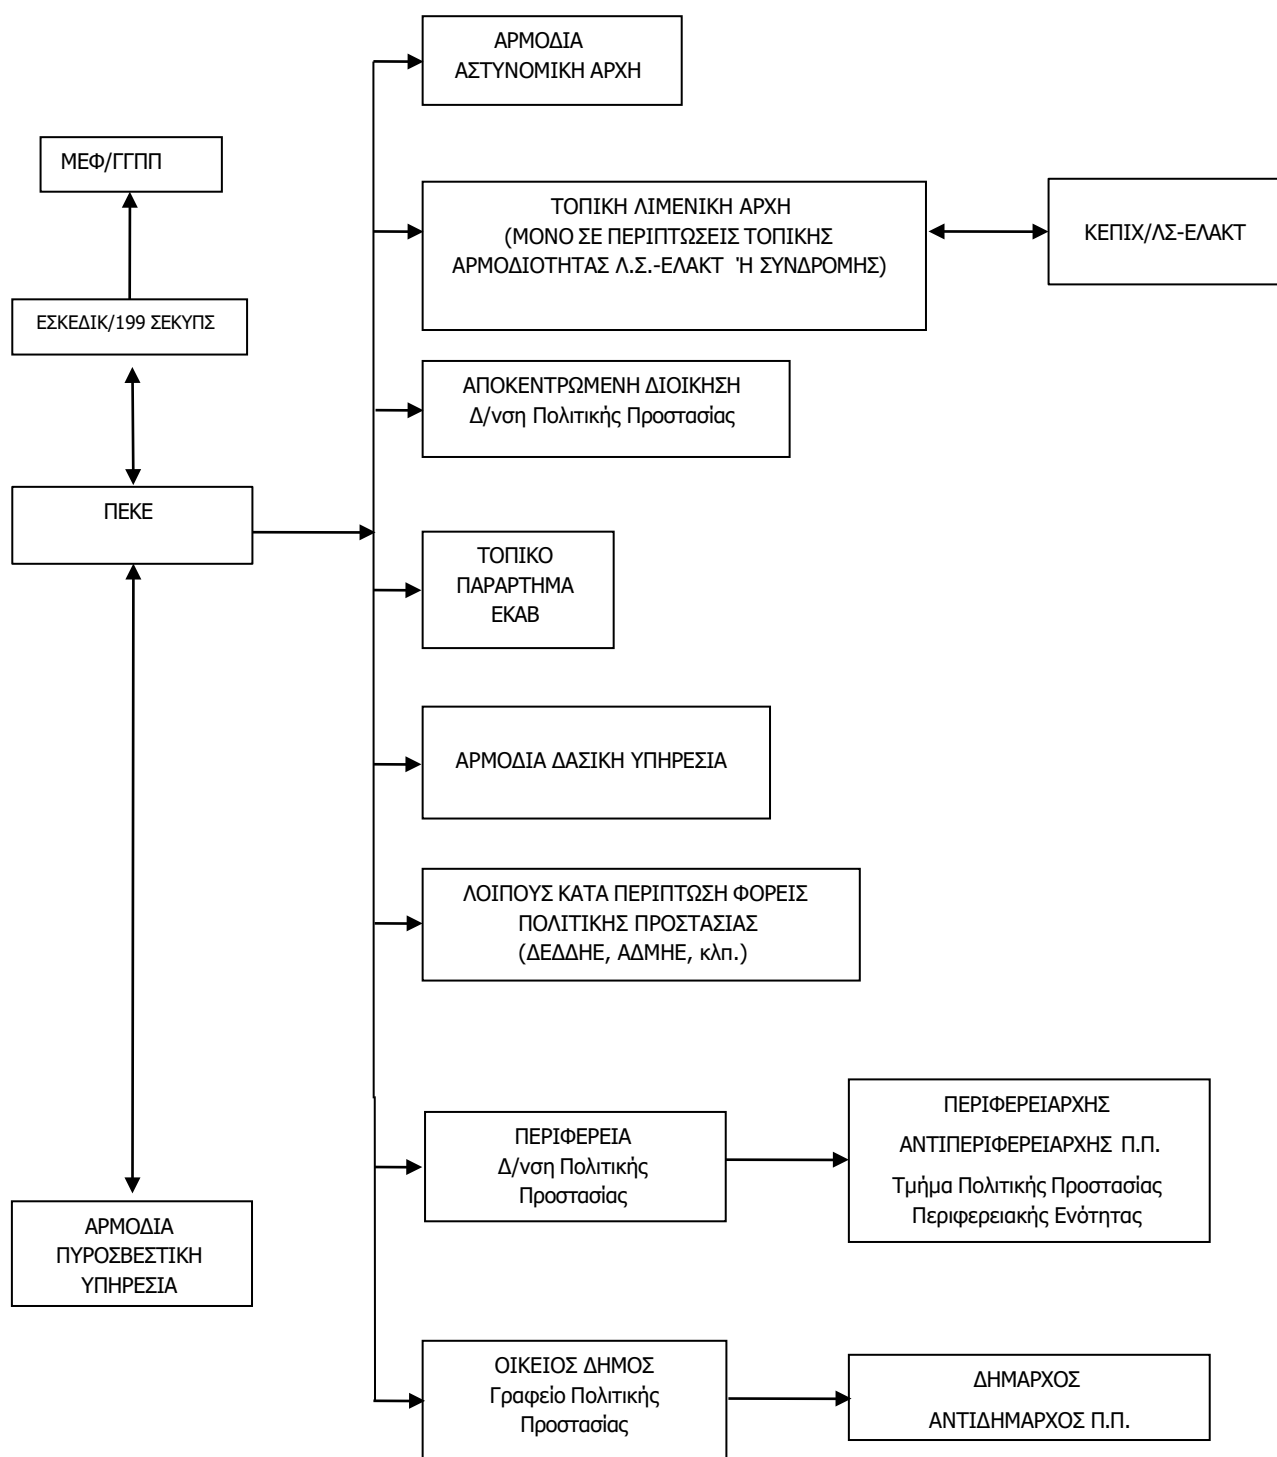 ΑΡΜΟΔΙΑ
ΑΣΤΥΝΟΜΙΚΗ ΑΡΧΗ
ΜΕΦ/ΓΓΠΠ
ΤΟΠΙΚΗ ΛΙΜΕΝΙΚΗ ΑΡΧΗ
(ΜΟΝΟ ΣΕ ΠΕΡΙΠΤΩΣΕΙΣ ΤΟΠΙΚΗΣ
ΑΡΜΟΔΙΟΤΗΤΑΣ Λ.Σ.-ΕΛΑΚΤ Ή ΣΥΝΔΡΟΜΗΣ)
ΚΕΠΙΧ/ΛΣ-ΕΛΑΚΤ
ΕΣΚΕΔΙΚ/199 ΣΕΚΥΠΣ
ΑΠΟΚΕΝΤΡΩΜΕΝΗ ΔΙΟΙΚΗΣΗ
Δ/νση Πολιτικής Προστασίας
ΠΕΚΕ
ΤΟΠΙΚΟ
ΠΑΡΑΡΤΗΜΑ
ΕΚΑΒ
ΑΡΜΟΔΙΑ ΔΑΣΙΚΗ ΥΠΗΡΕΣΙΑ
ΛΟΙΠΟΥΣ ΚΑΤΑ ΠΕΡΙΠΤΩΣΗ ΦΟΡΕΙΣ
ΠΟΛΙΤΙΚΗΣ ΠΡΟΣΤΑΣΙΑΣ
(ΔΕΔΔΗΕ, ΑΔΜΗΕ, κλπ.)
ΠΕΡΙΦΕΡΕΙΑ
Δ/νση Πολιτικής
Προστασίας
ΠΕΡΙΦΕΡΕΙΑΡΧΗΣ
ΑΝΤΙΠΕΡΙΦΕΡΕΙΑΡΧΗΣ Π.Π.
Τμήμα Πολιτικής Προστασίας
Περιφερειακής Ενότητας
ΑΡΜΟΔΙΑ
ΠΥΡΟΣΒΕΣΤΙΚΗ
ΥΠΗΡΕΣΙΑ
ΟΙΚΕΙΟΣ ΔΗΜΟΣ
Γραφείο Πολιτικής
Προστασίας
ΔΗΜΑΡΧΟΣ
ΑΝΤΙΔΗΜΑΡΧΟΣ Π.Π.